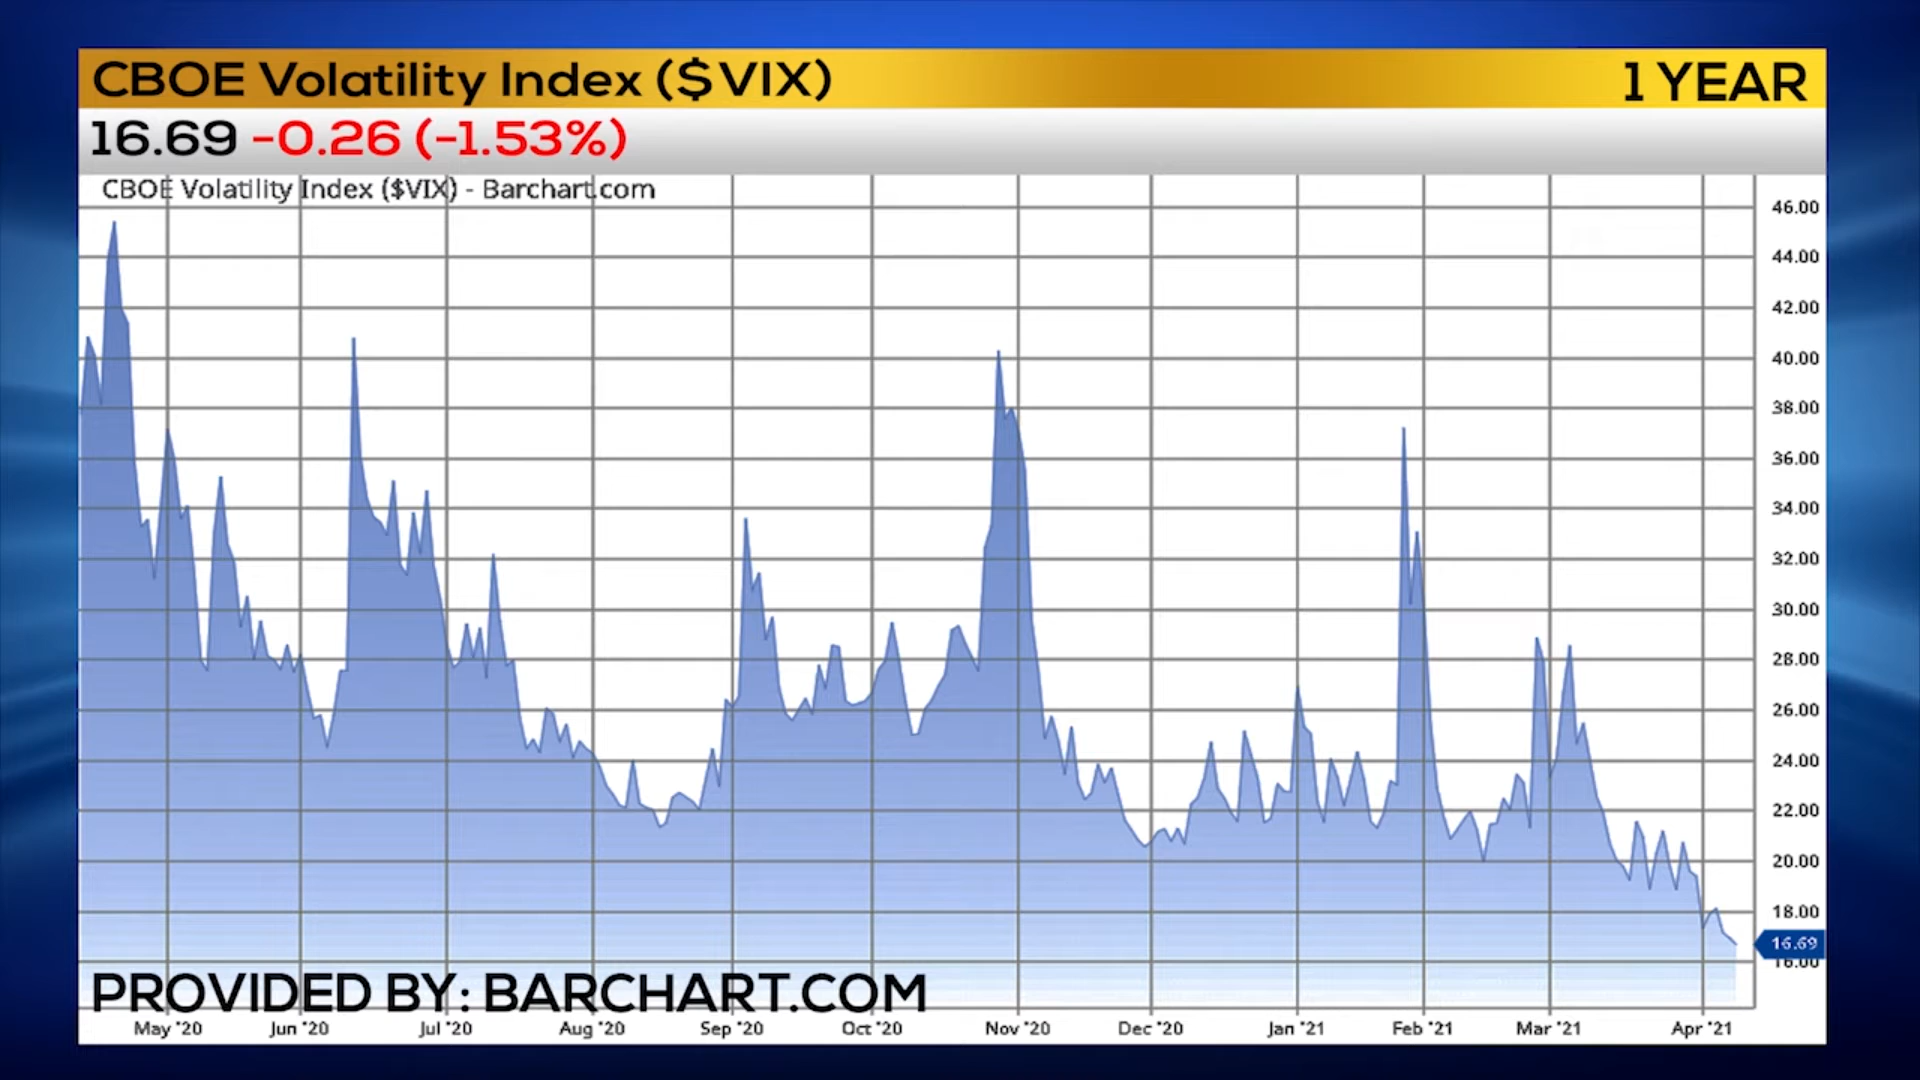 CBOE Volatility Index ($VIX)
1 YEAR
16.69 -0.26 (-1.53%)
CBOE Volatility Index ($VIX) - Barchart.com
46.00
44.00
42.00
40.00
38.00
36.00
34.00
32.00
30.00
28.00
26.00
24.00
22.00
20.00
18.00
16.69
16.00
PROVIDED BY: BARCHART.COM
May '20 Jun '20 Jul '20 Aug '20 Sep '20 Oct '20 Nov '20 Dec '20 Jan '21 Feb '21 Mar '21 Apr '21